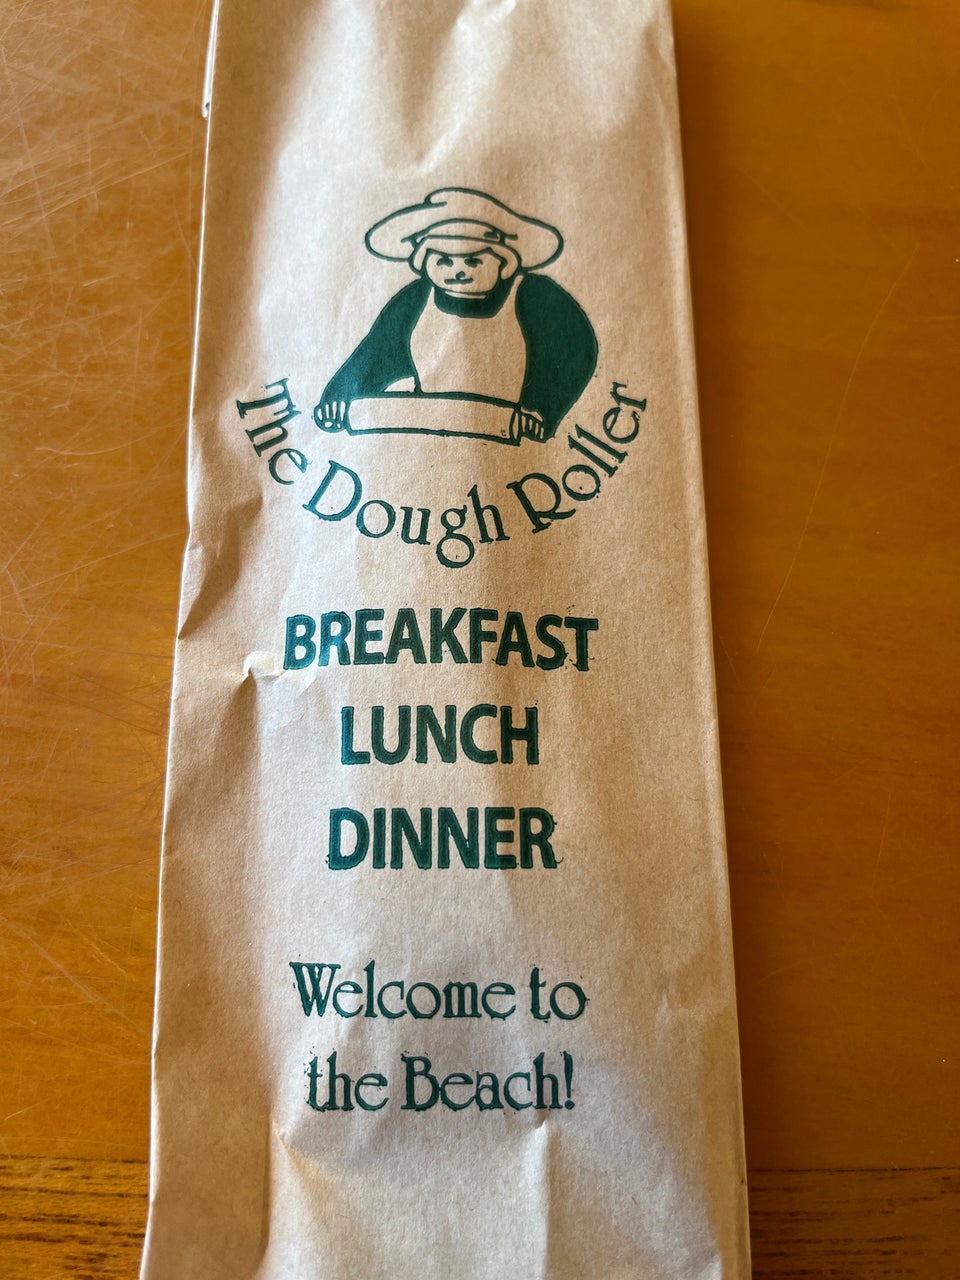 The Dough Roller
BREAKFAST
LUNCH
DINNER
Welcome to
the Beach!